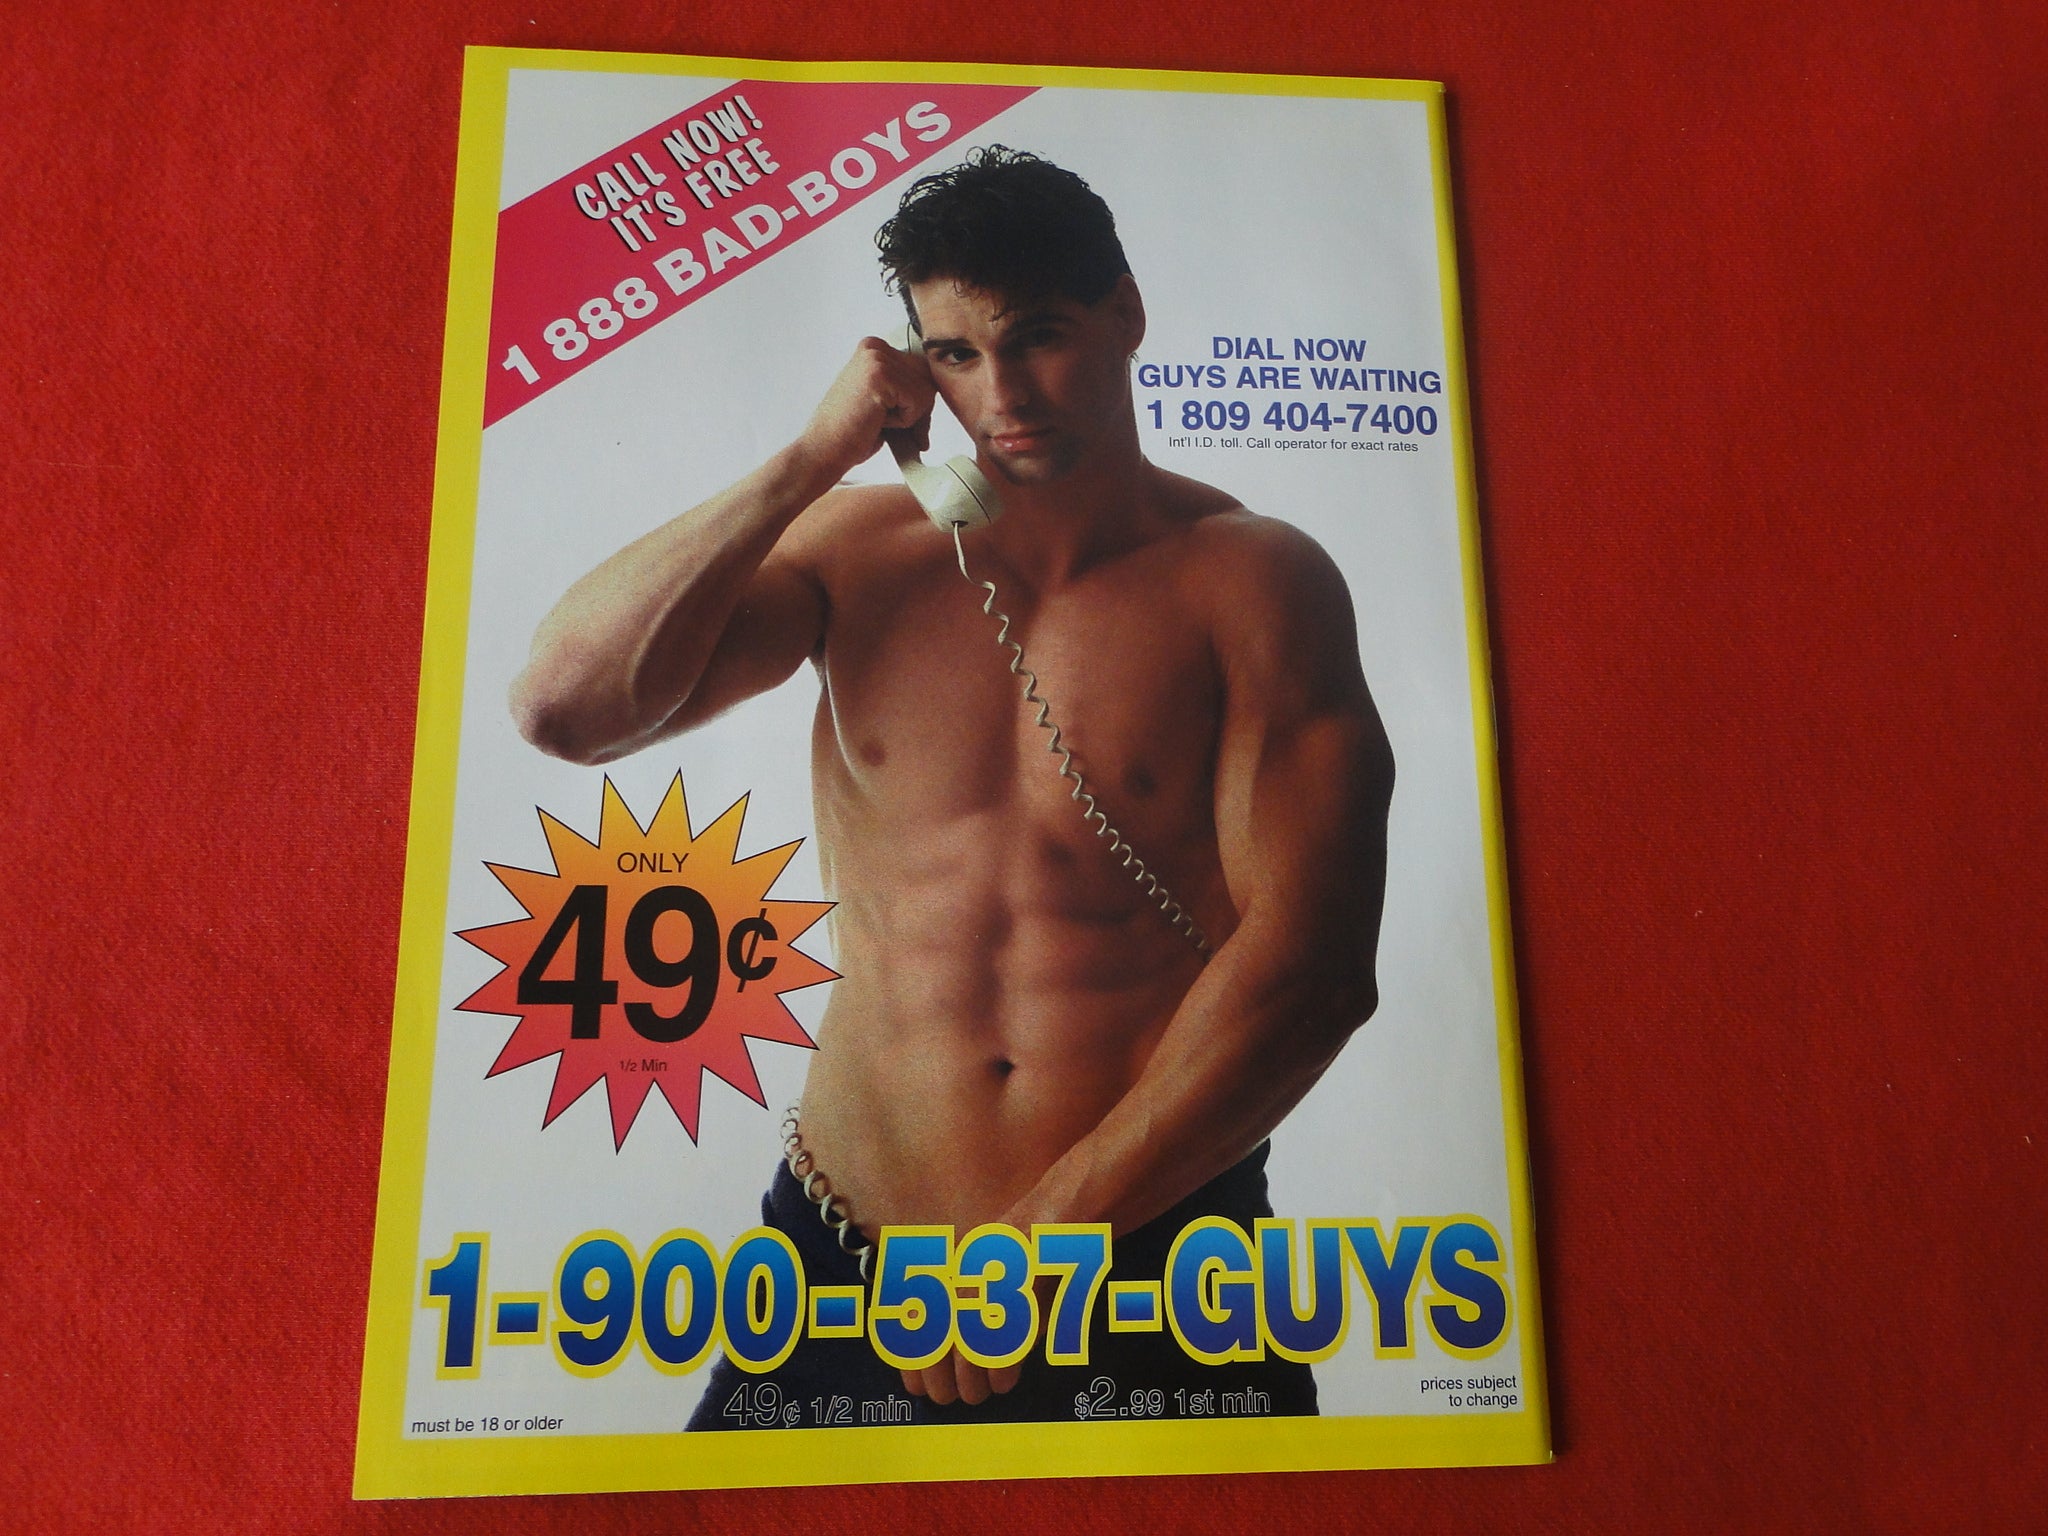 CALL NOW!
IT'S FREE
1 888 BAD-BOYS
DIAL NOW
GUYS ARE WAITING
1 809 404-7400
Int'l I.D. toll. Call operator for exact rates
ONLY
49¢
1/2 Min
1-900-537-GUYS
49¢ 1/2 min $2.99 1st min
prices subject
to change
must be 18 or older